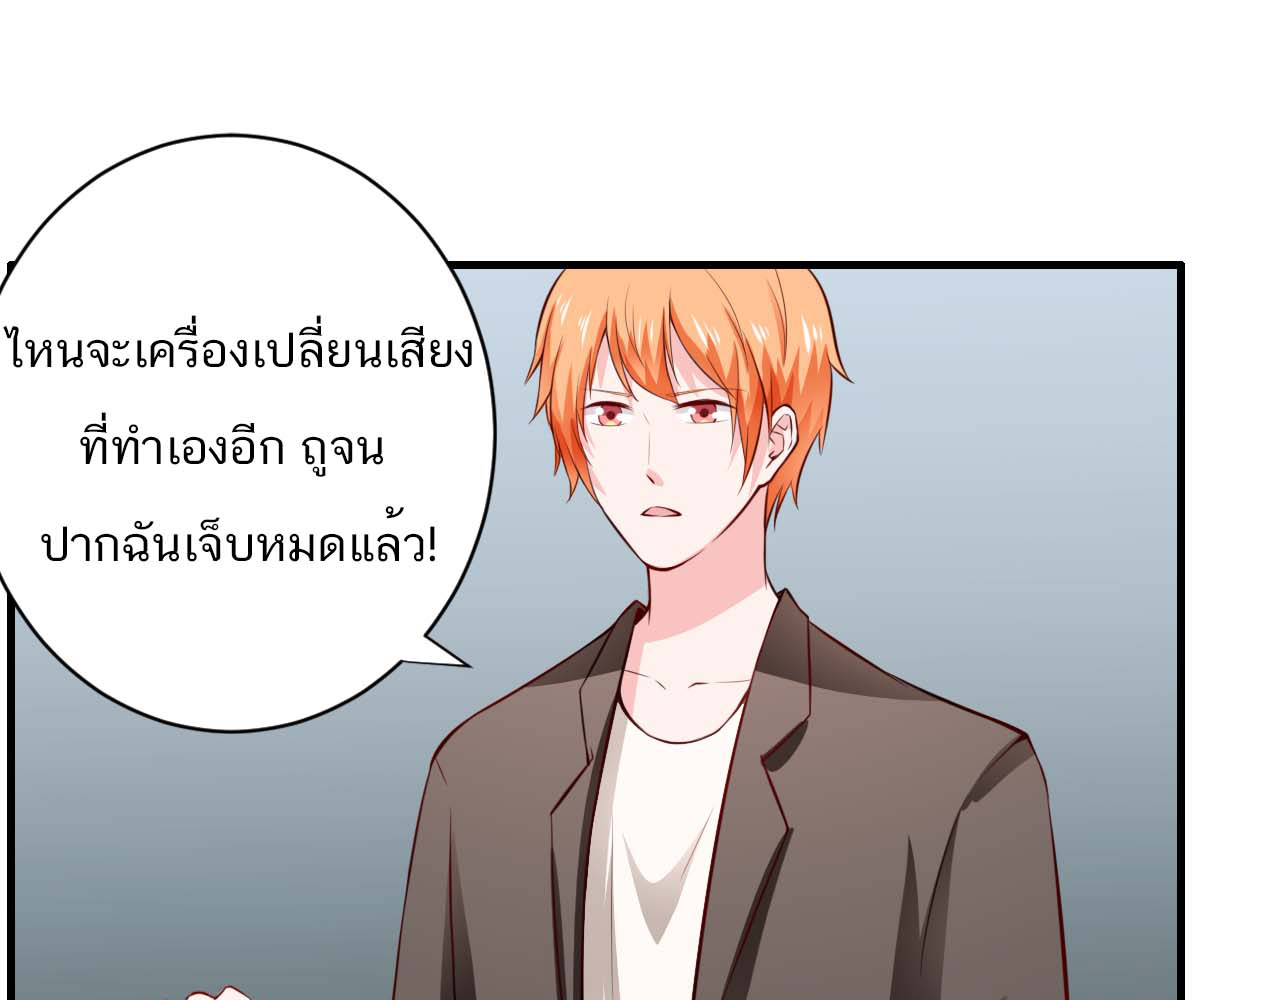 ไหนจะเครื่องเปลี่ยนเสียง
ที่ทำเองอีก ถูจน
ปากฉันเจ็บหมดแล้ว!